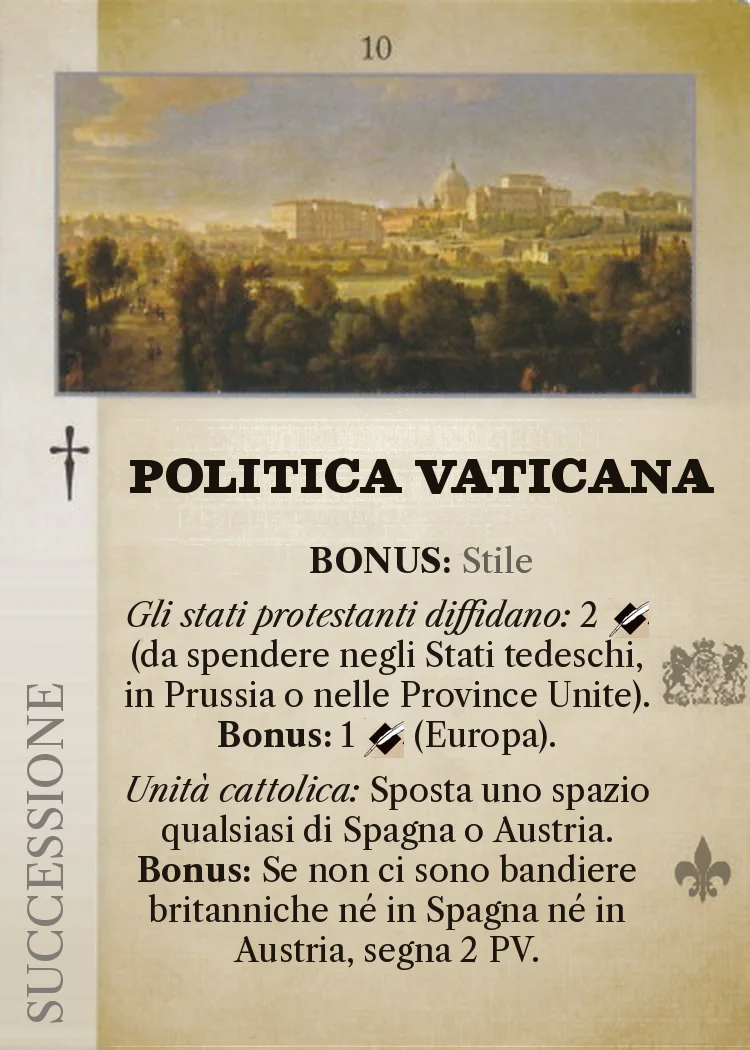 10
POLITICA VATICANA
BONUS: Stile
Gli stati protestanti diffidano: 2
(da spendere negli Stati tedeschi,
in Prussia o nelle Province Unite).
Bonus: 1 (Europa).
Unità cattolica: Sposta uno spazio
qualsiasi di Spagna o Austria.
Bonus: Se non ci sono bandiere
britanniche né in Spagna né in
Austria, segna 2 PV.
SUCCESSIONE